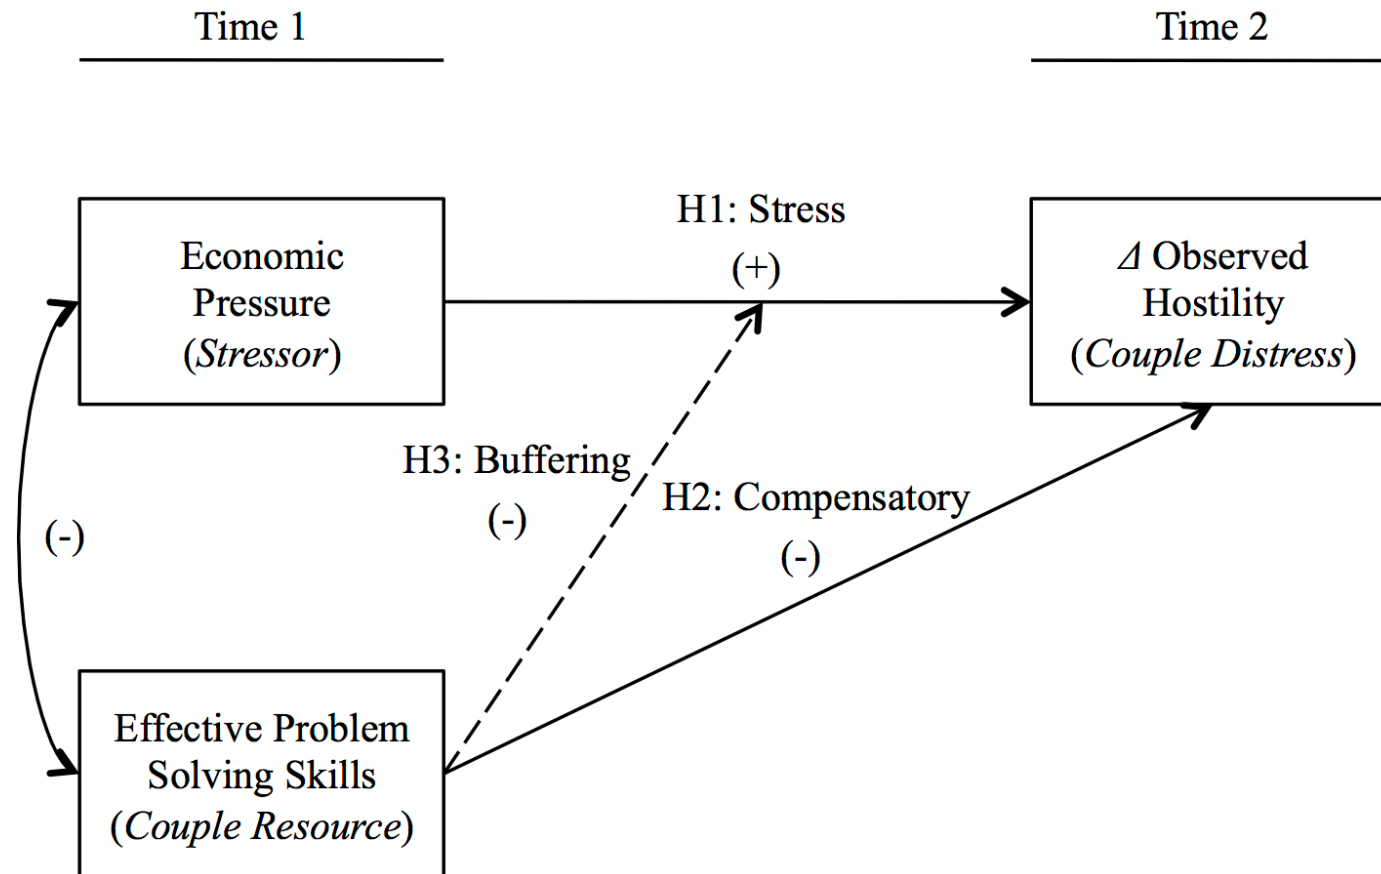 Time 1
Time 2
H1: Stress
(+)
Economic
Pressure
(Stressor)
Δ Observed
Hostility
(Couple Distress)
H3: Buffering
(-)
H2: Compensatory
(-)
(-)
Effective Problem
Solving Skills
(Couple Resource)